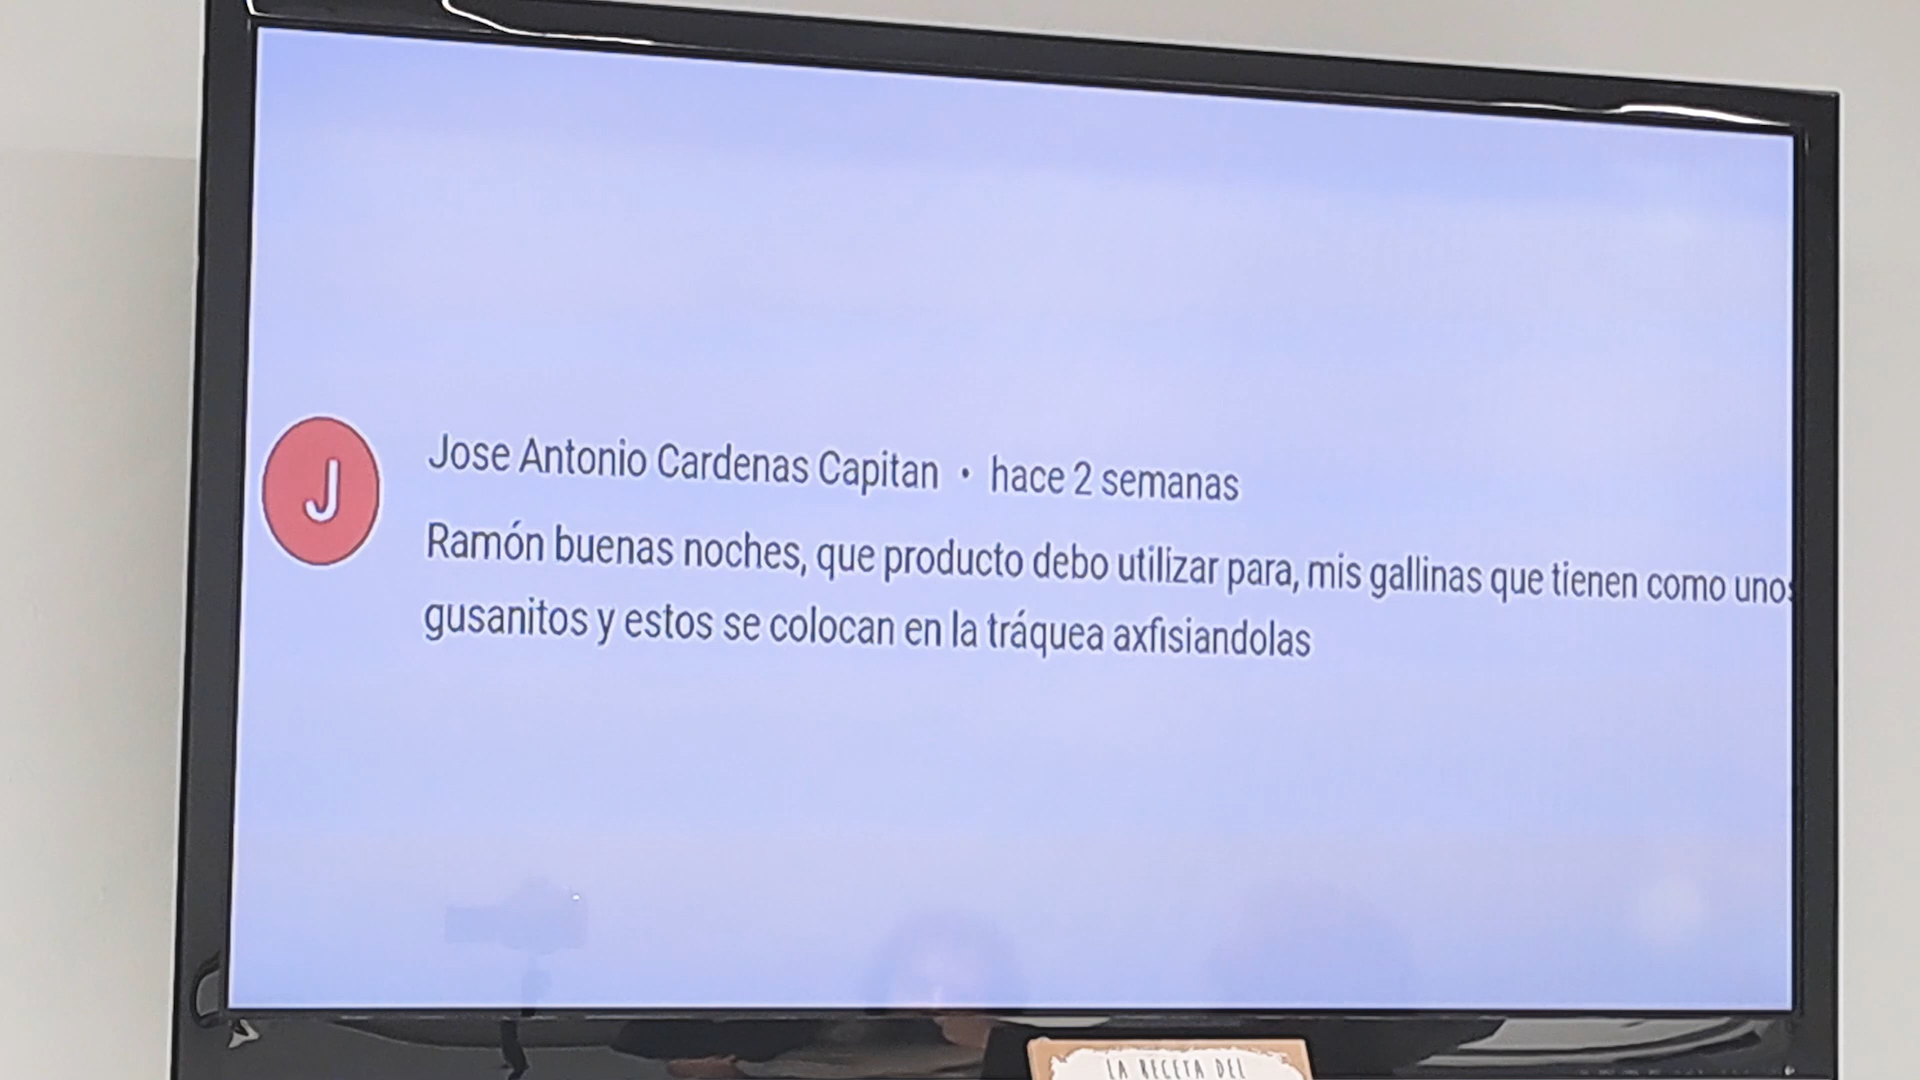 J
Jose Antonio Cardenas Capitan • hace 2 semanas
Ramón buenas noches, que producto debo utilizar para, mis gallinas que tienen como unos
gusanitos y estos se colocan en la tráquea axfisiandolas
LA RECETA DEL